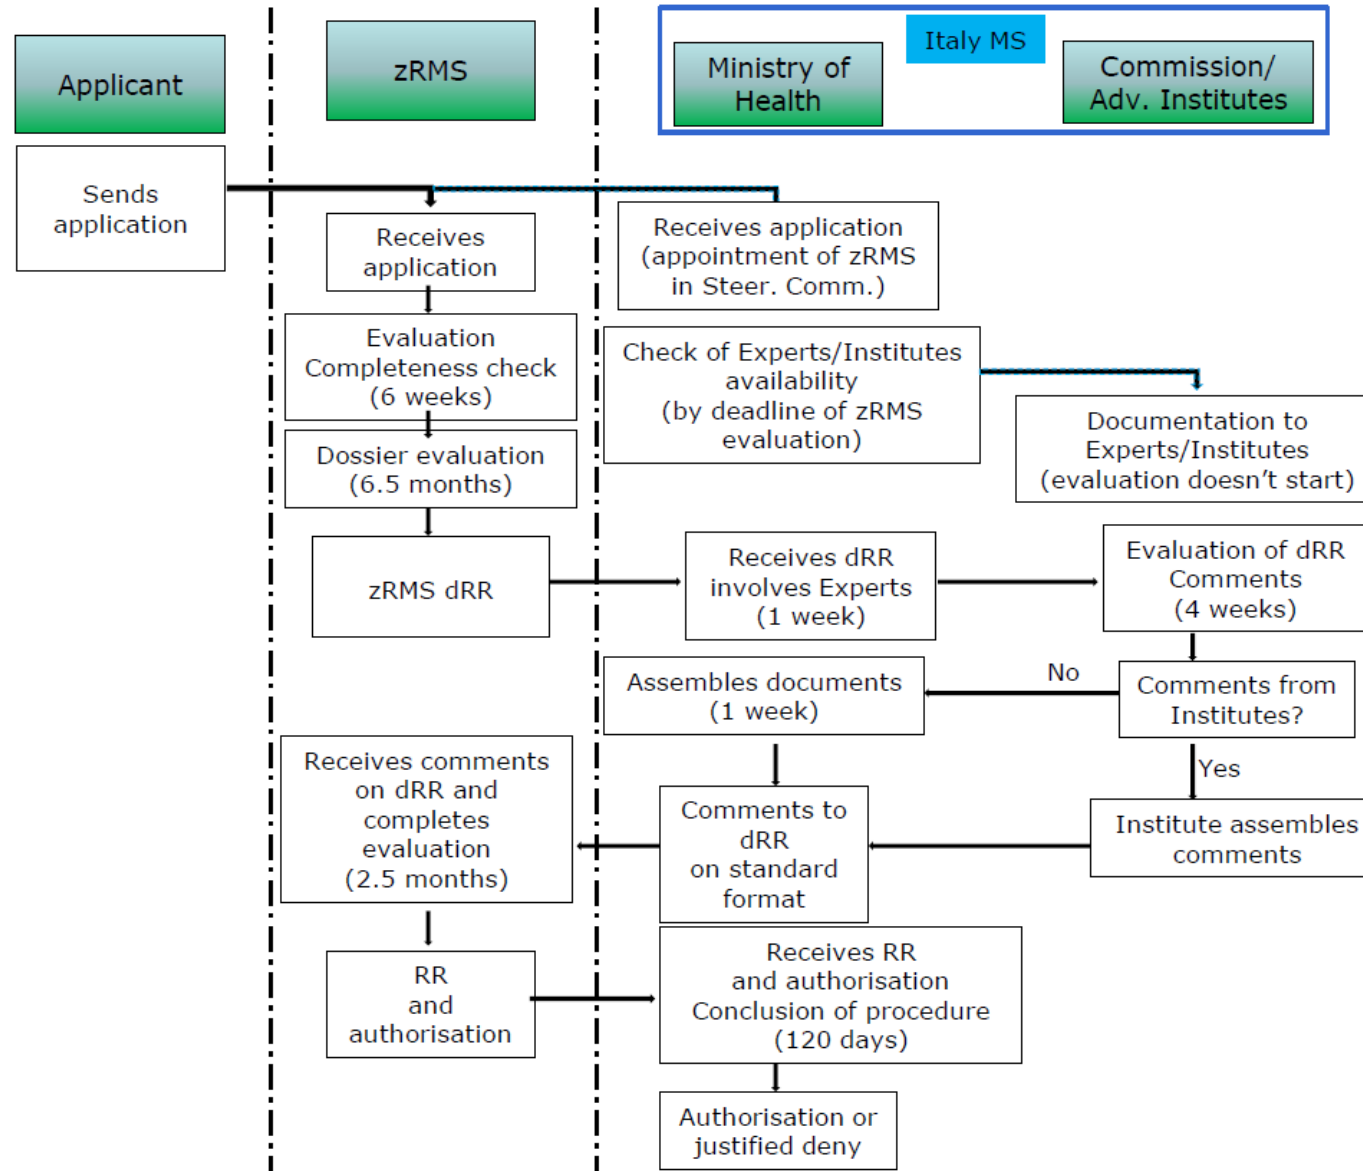 Applicant
zRMS
Italy MS
Ministry of
Health
Commission/
Adv. Institutes
Sends
application
Receives
application
Receives application
(appointment of zRMS
in Steer. Comm.)
Evaluation
Completeness check
(6 weeks)
Check of Experts/Institutes
availability
(by deadline of zRMS
evaluation)
Documentation to
Experts/Institutes
(evaluation doesn't start)
Dossier evaluation
(6.5 months)
zRMS dRR
Receives dRR
involves Experts
(1 week)
Evaluation of dRR
Comments
(4 weeks)
Assembles documents
(1 week)
No
Comments from
Institutes?
Yes
Receives comments
on dRR and
completes
evaluation
(2.5 months)
Comments to
dRR
on standard
format
Institute assembles
comments
RR
and
authorisation
Receives RR
and authorisation
Conclusion of procedure
(120 days)
Authorisation or
justified deny